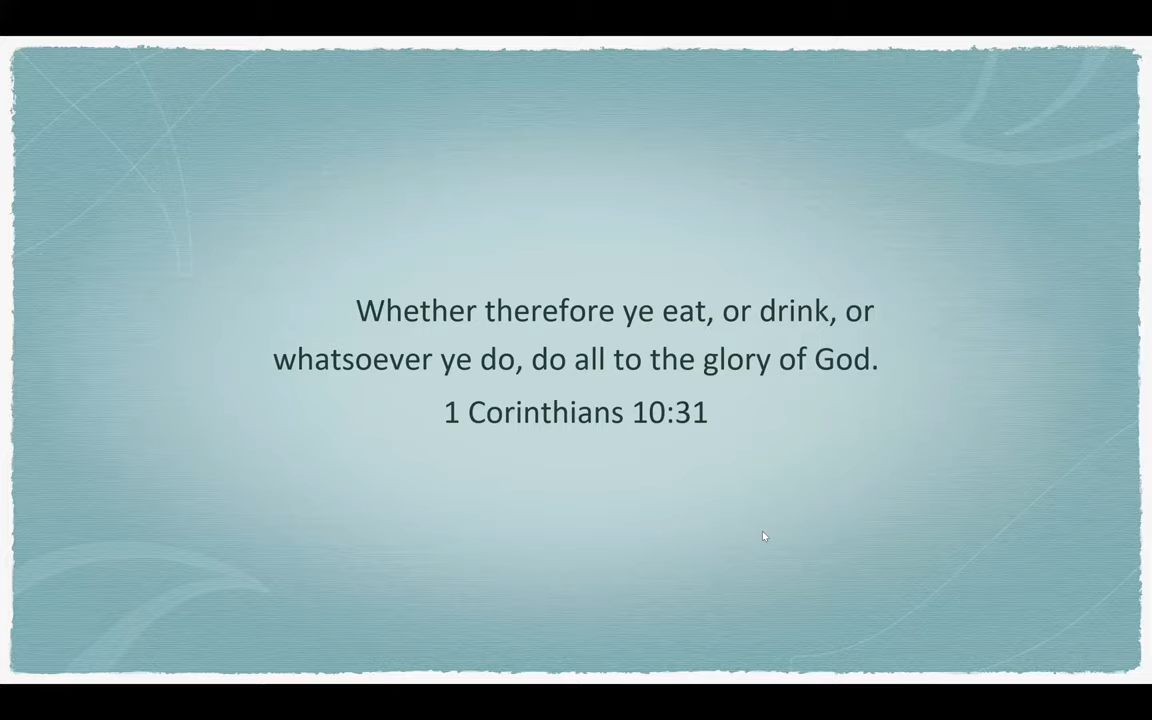 Whether therefore ye eat, or drink, or
whatsoever ye do, do all to the glory of God.
1 Corinthians 10:31